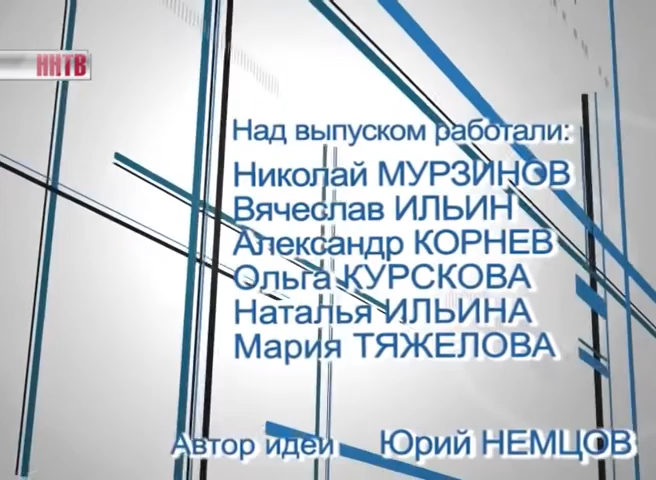 ННТВ
Над выпуском работали:
Николай МУРЗИНОВ
Вячеслав ИЛЬИН
Александр КОРНЕВ
Ольга КУРСКОВА
Наталья ИЛЬИНА
Мария ТЯЖЕЛОВА
Автор идеи Юрий НЕМЦОВ